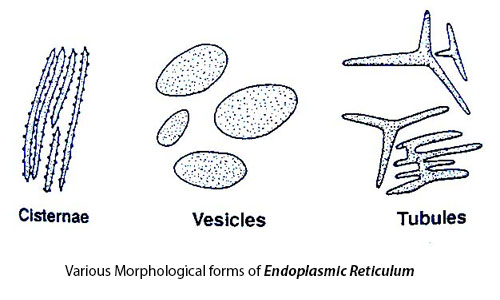 Cisternae
Vesicles
Tubules
Various Morphological forms of Endoplasmic Reticulum